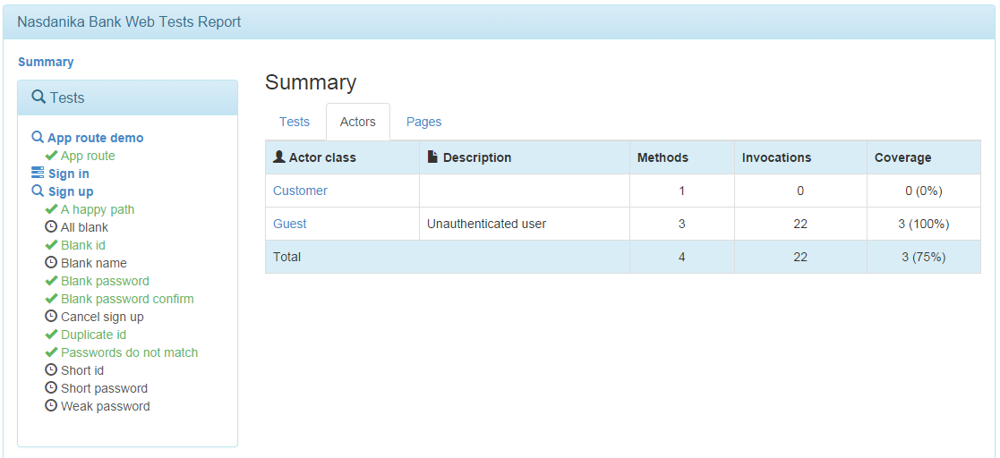 Nasdanika Bank Web Tests Report
Summary
Tests
App route demo
App route
Sign in
Sign up
A happy path
All blank
Blank id
Blank name
Blank password
Blank password confirm
Cancel sign up
Duplicate id
Passwords do not match
Short id
Short password
Weak password
Summary
Tests Actors Pages
Actor class Description Methods Invocations Coverage
Customer 1 0 0 (0%)
Guest Unauthenticated user 3 22 3 (100%)
Total 4 22 3 (75%)